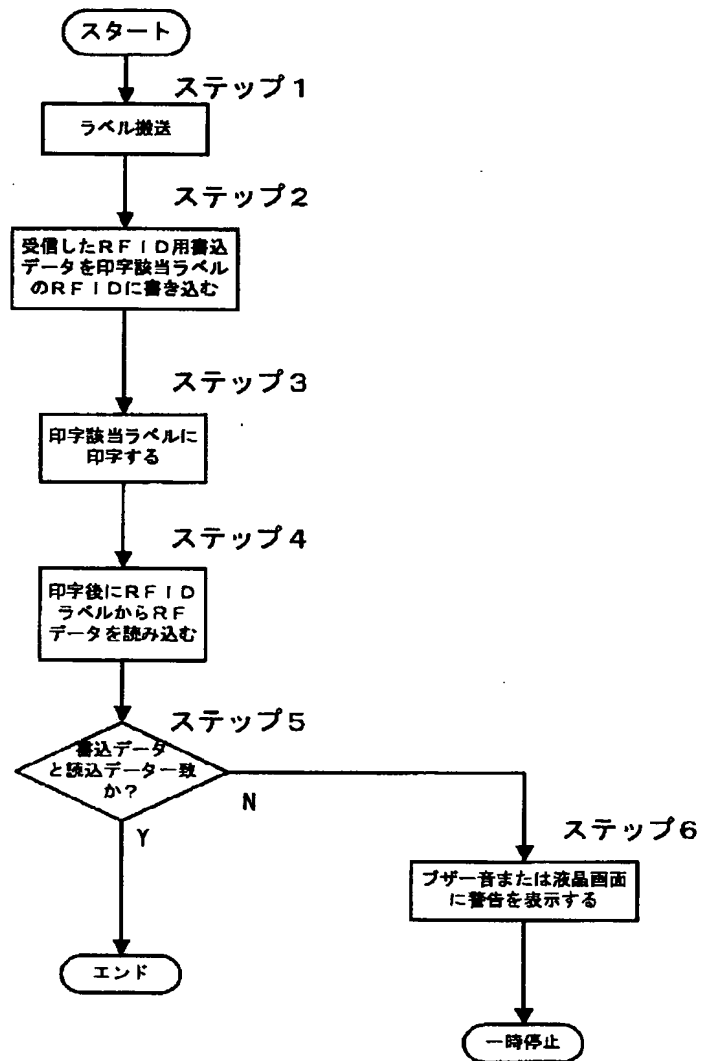 スタート
ステップ1
ラベル搬送
ステップ2
受信したRFID用書込
データを印字該当ラベル
のRFIDに書き込む
ステップ3
印字該当ラベルに
印字する
ステップ4
印字後にRFID
ラベルからRF
データを読み込む
ステップ5
書込データ
と読込データ一致
か?
N
Y
ステップ6
ブザー音または液晶画面
に警告を表示する
エンド
一時停止